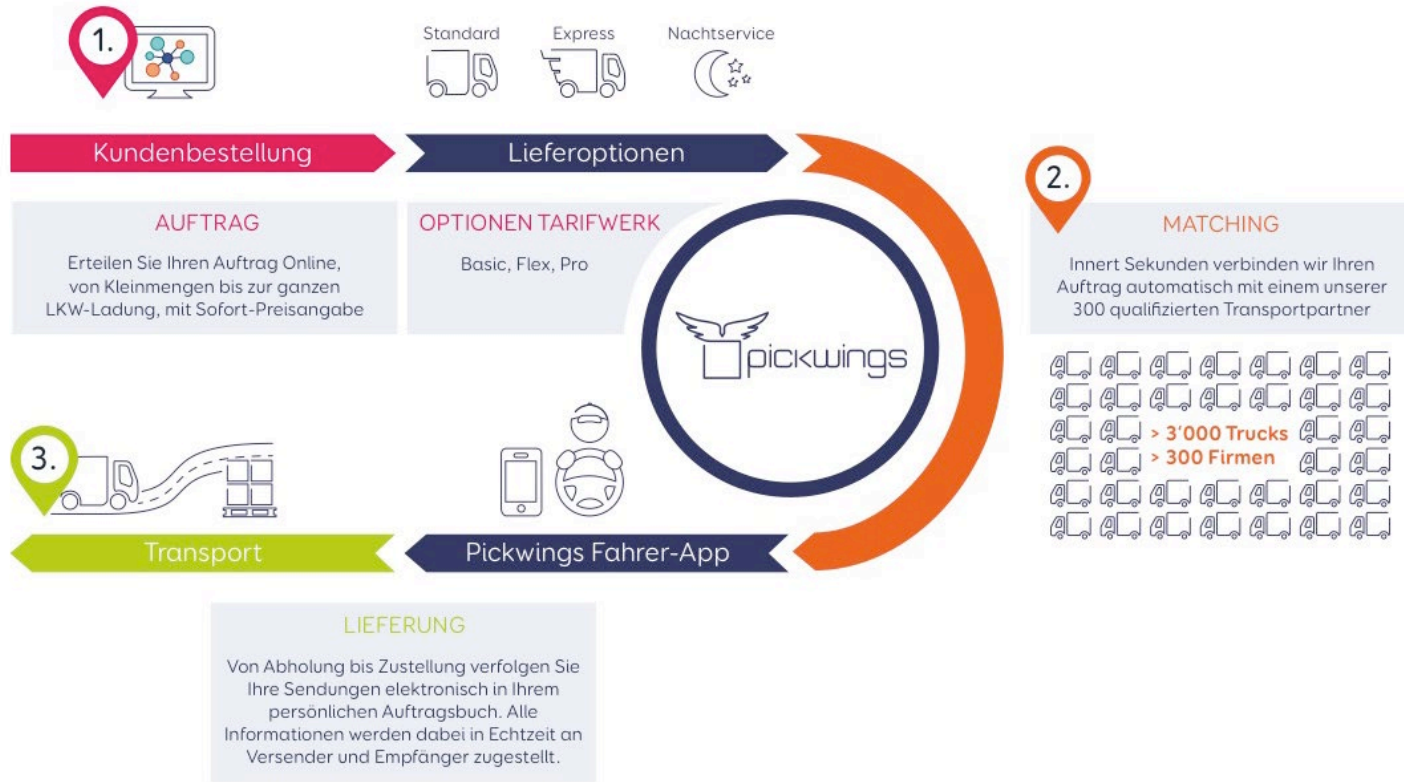 1.
Standard
Express
Nachtservice
Kundenbestellung
Lieferoptionen
AUFTRAG
Erteilen Sie Ihren Auftrag Online,
von Kleinmengen bis zur ganzen
LKW-Ladung, mit Sofort-Preisangabe
OPTIONEN TARIFWERK
Basic, Flex, Pro
pickwings
2.
MATCHING
Innert Sekunden verbinden wir Ihren
Auftrag automatisch mit einem unserer
300 qualifizierten Transportpartner
> 3'000 Trucks
> 300 Firmen
3.
Transport
Pickwings Fahrer-App
LIEFERUNG
Von Abholung bis Zustellung verfolgen Sie
Ihre Sendungen elektronisch in Ihrem
persönlichen Auftragsbuch. Alle
Informationen werden dabei in Echtzeit an
Versender und Empfänger zugestellt.